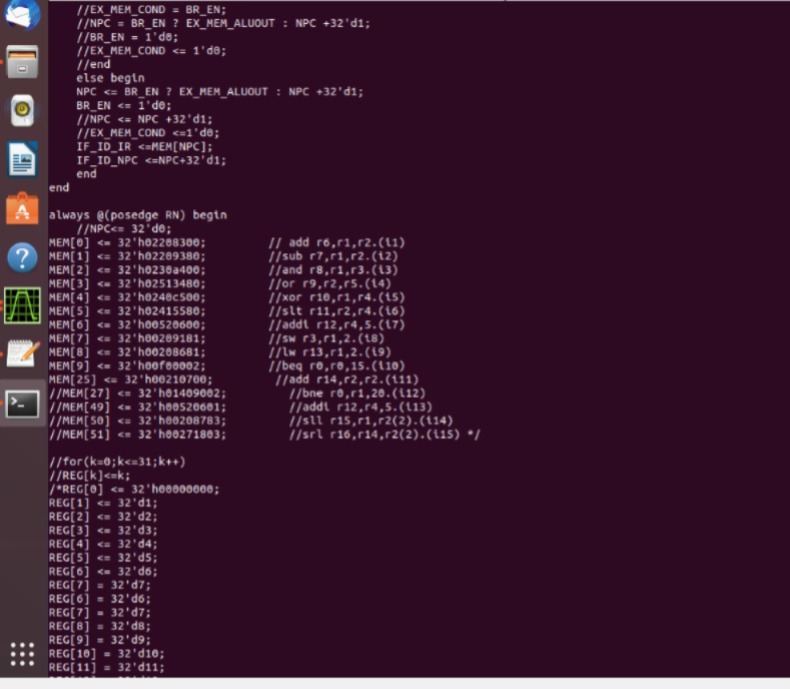 //EX_MEM_COND = BR_EN;
//NPC = BR_EN ? EX_MEM_ALUOUT : NPC +32'd1;
//BR_EN = 1'd0;
//EX_MEM_COND <= 1'd0;
//end
else begin
NPC <= BR_EN ? EX_MEM_ALUOUT : NPC +32'd1;
BR_EN <= 1'd0;
//NPC <= NPC +32'd1;
//EX_MEM_COND <=1'd0;
IF_ID_IR <=MEM[NPC];
IF_ID_NPC <=NPC+32'd1;
end
end
always @(posedge RN) begin
//NPC<= 32'd0;
MEM[0] <= 32'h02208300; // add r6,r1,r2.(i1)
MEM[1] <= 32'h02209380; //sub r7,r1,r2.(i2)
MEM[2] <= 32'h0230a400; //and r8,r1,r3.(i3)
MEM[3] <= 32'h02513480; //or r9,r2,r5.(i4)
MEM[4] <= 32'h0240c500; //xor r10,r1,r4.(i5)
MEM[5] <= 32'h02415580; //slt r11,r2,r4.(i6)
MEM[6] <= 32'h00520600; //addi r12,r4,5.(i7)
MEM[7] <= 32'h00209181; //sw r3,r1,2.(i8)
MEM[8] <= 32'h00208681; //lw r13,r1,2.(i9)
MEM[9] <= 32'h00f00002; //beq r0,r0,15.(i10)
MEM[25] <= 32'h00210700; //add r14,r2,r2.(i11)
//MEM[27] <= 32'h01409002; //bne r0,r1,20.(i12)
//MEM[49] <= 32'h00520601; //addi r12,r4,5.(i13)
//MEM[50] <= 32'h00208783; //sll r15,r1,r2(2).(i14)
//MEM[51] <= 32'h00271803; //srl r16,r14,r2(2).(i15) */
//for(k=0;k<=31;k++)
//REG[k]<=k;
/*REG[0] <= 32'h00000000;
REG[1] <= 32'd1;
REG[2] <= 32'd2;
REG[3] <= 32'd3;
REG[4] <= 32'd4;
REG[5] <= 32'd5;
REG[6] <= 32'd6;
REG[7] = 32'd7;
REG[6] = 32'd6;
REG[7] = 32'd7;
REG[8] = 32'd8;
REG[9] = 32'd9;
REG[10] = 32'd10;
REG[11] = 32'd11;